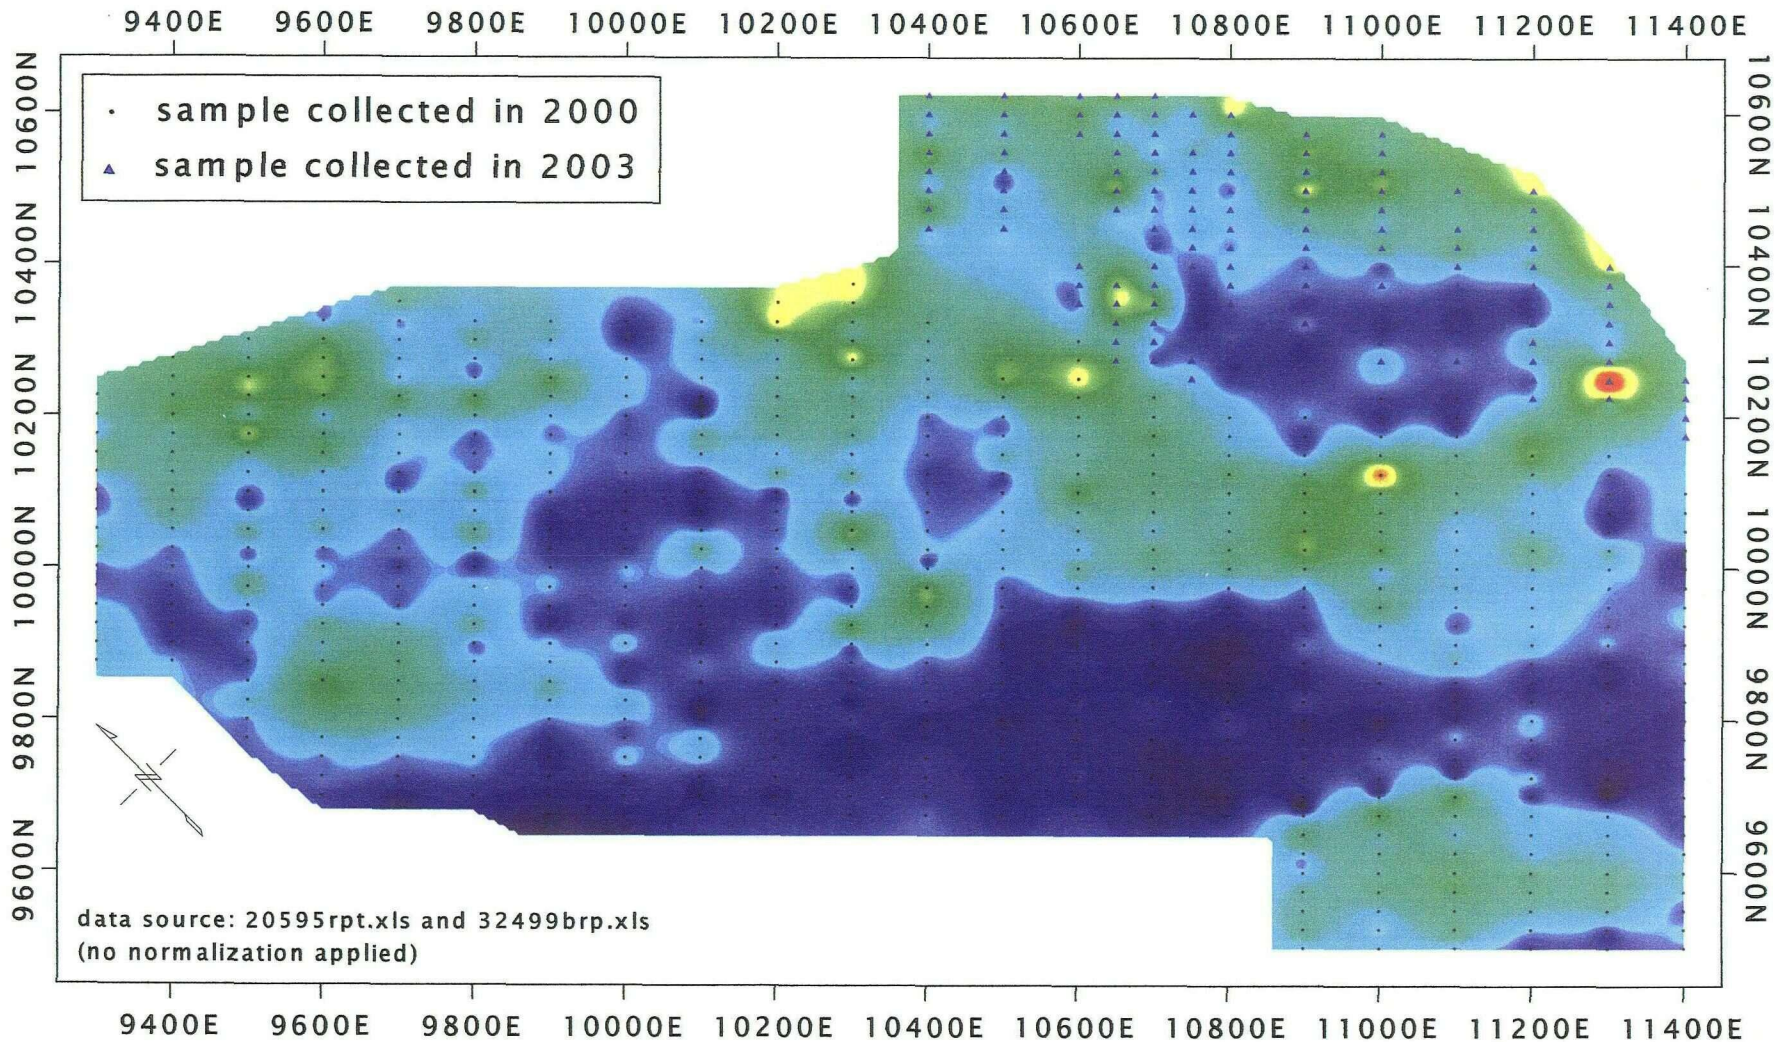 9400E 9600E 9800E 10000E 10200E 10400E 10600E 10800E 11000E 11200E 11400E
sample collected in 2000
sample collected in 2003
10600N 10600N
10400N 10400N
10200N 10200N
10000N 10000N
9800N 9800N
9600N 9600N
data source: 20595rpt.xls and 32499brp.xls
(no normalization applied)
9400E 9600E 9800E 10000E 10200E 10400E 10600E 10800E 11000E 11200E 11400E